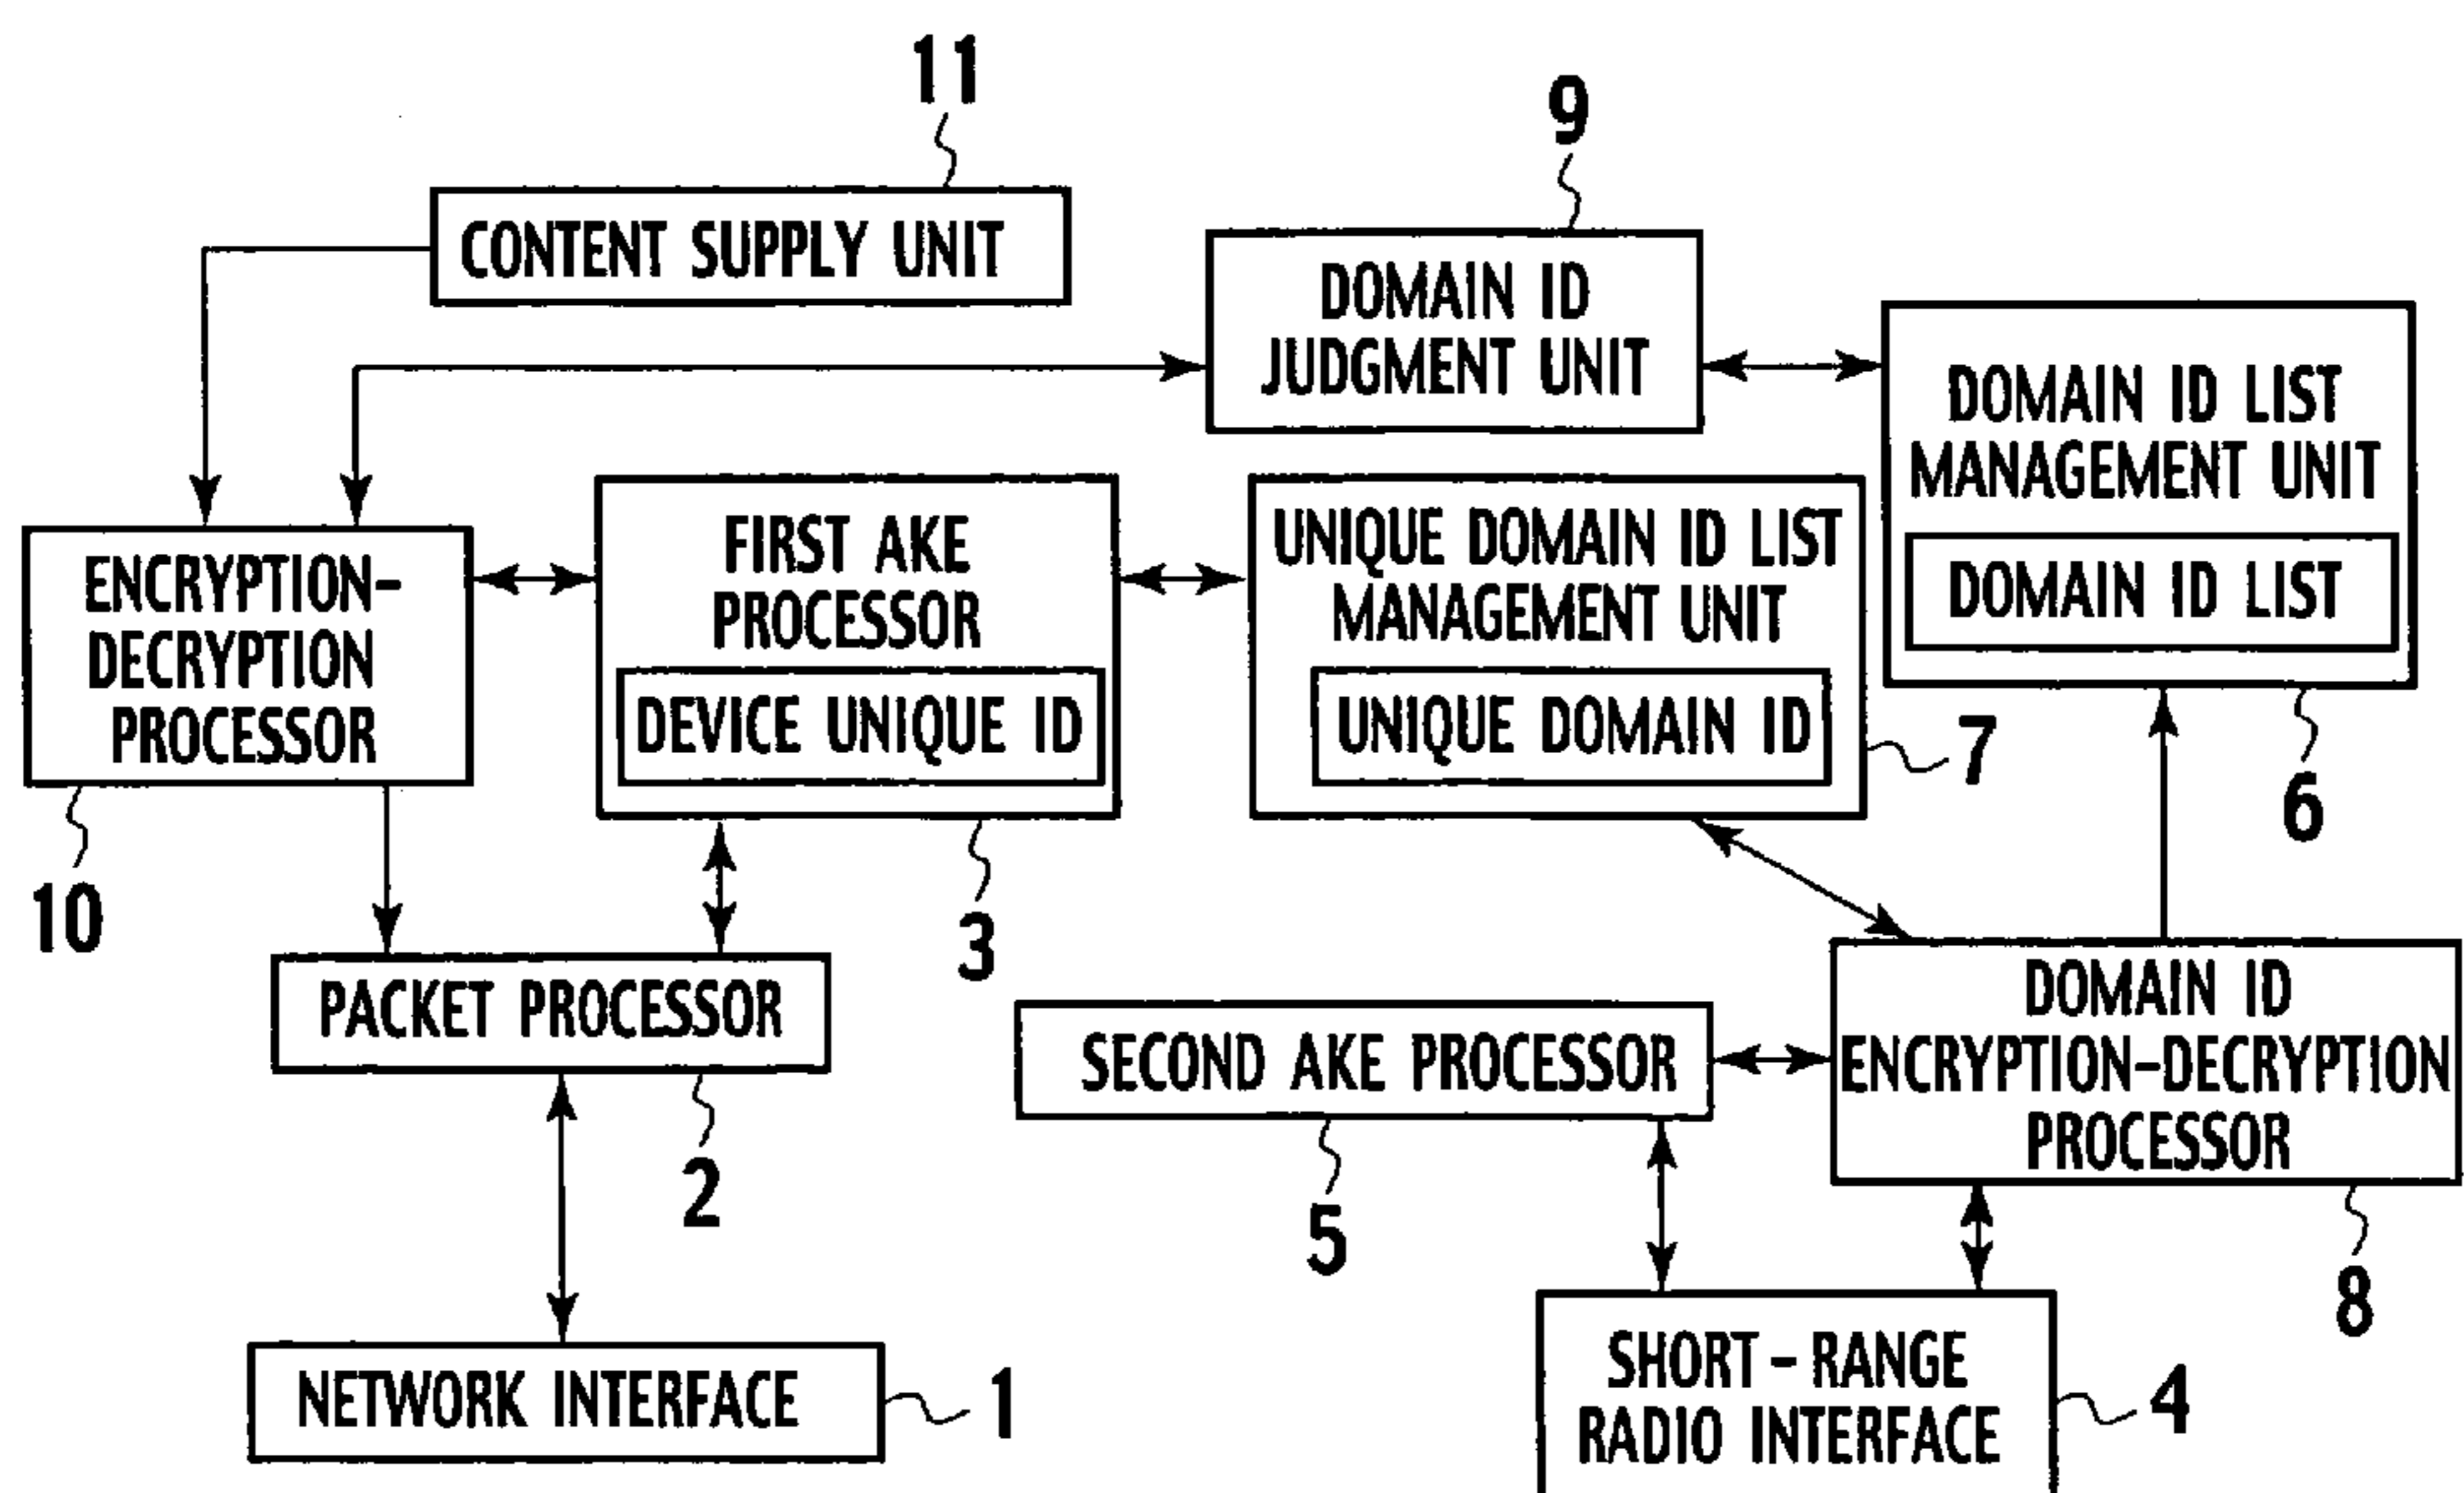 11
9
CONTENT SUPPLY UNIT
DOMAIN ID
JUDGMENT UNIT
DOMAIN ID LIST
MANAGEMENT UNIT
DOMAIN ID LIST
6
ENCRYPTION-
DECRYPTION
PROCESSOR
10
FIRST AKE
PROCESSOR
DEVICE UNIQUE ID
3
UNIQUE DOMAIN ID LIST
MANAGEMENT UNIT
UNIQUE DOMAIN ID
7
PACKET PROCESSOR
2
SECOND AKE PROCESSOR
5
DOMAIN ID
ENCRYPTION-DECRYPTION
PROCESSOR
8
NETWORK INTERFACE
1
SHORT-RANGE
RADIO INTERFACE
4